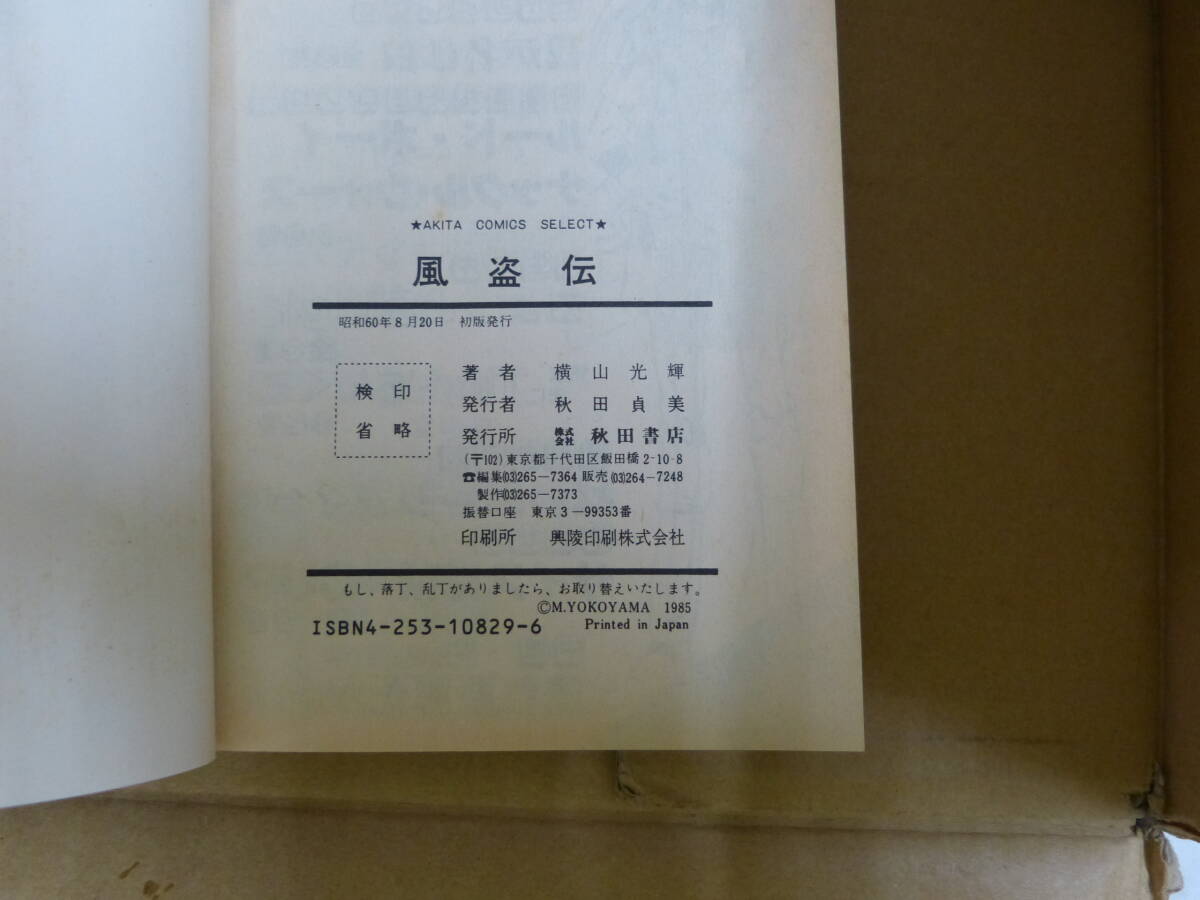 ★AKITA COMICS SELECT★
風盗伝
昭和60年8月20日 初版発行
検印
省略
著者 横山光輝
発行者 秋田貞美
発行所 株式会社 秋田書店
(〒102)東京都千代田区飯田橋2-10-8
☎編集(03)265-7364 販売(03)264-7248
製作(03)265-7373
振替口座 東京3-99353番
印刷所 興陵印刷株式会社
もし、落丁、乱丁がありましたら、お取り替えいたします。
©M.YOKOYAMA 1985
ISBN4-253-10829-6
Printed in Japan